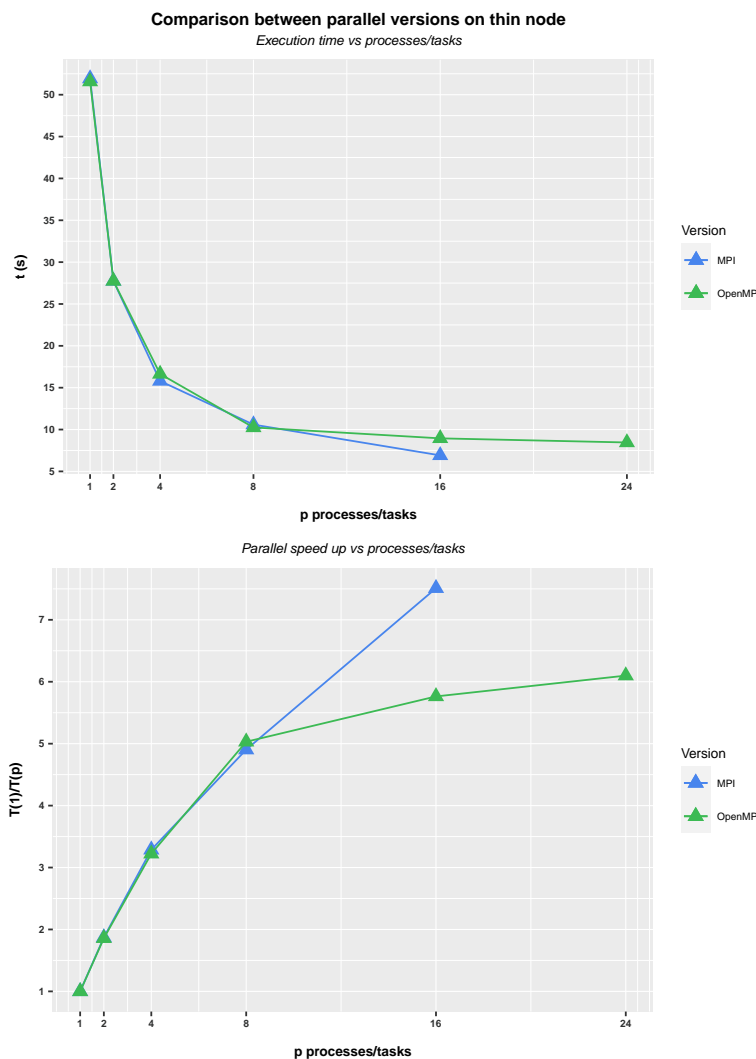 Comparison between parallel versions on thin node
Execution time vs processes/tasks
50
45
40
35
30
25
20
15
10
5
t (s)
1 2 4 8 16 24
p processes/tasks
Version
MPI
OpenMP
Parallel speed up vs processes/tasks
7
6
5
4
3
2
1
T(1)/T(p)
1 2 4 8 16 24
p processes/tasks
Version
MPI
OpenMP